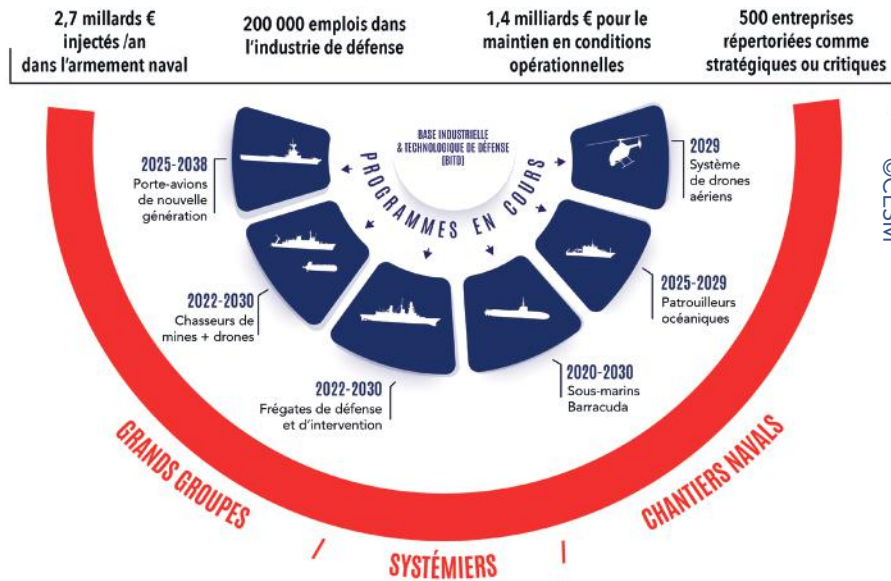 2,7 millards €
injectés /an
dans l'armement naval
200 000 emplois dans
l'industrie de défense
1,4 milliards € pour le
maintien en conditions
opérationnelles
500 entreprises
répertoriées comme
stratégiques ou critiques
BASE INDUSTRIELLE
& TECHNOLOGIQUE DE DÉFENSE
(BITD)
PROGRAMMES EN COURS
2025-2038
Porte-avions
de nouvelle
génération
2022-2030
Chasseurs de
mines + drones
2022-2030
Frégates de défense
et d'intervention
2020-2030
Sous-marins
Barracuda
2025-2029
Patrouilleurs
océaniques
2029
Système
de drones
aériens
GRANDS GROUPES
/
SYSTÉMIERS
/
CHANTIERS NAVALS
©CESM